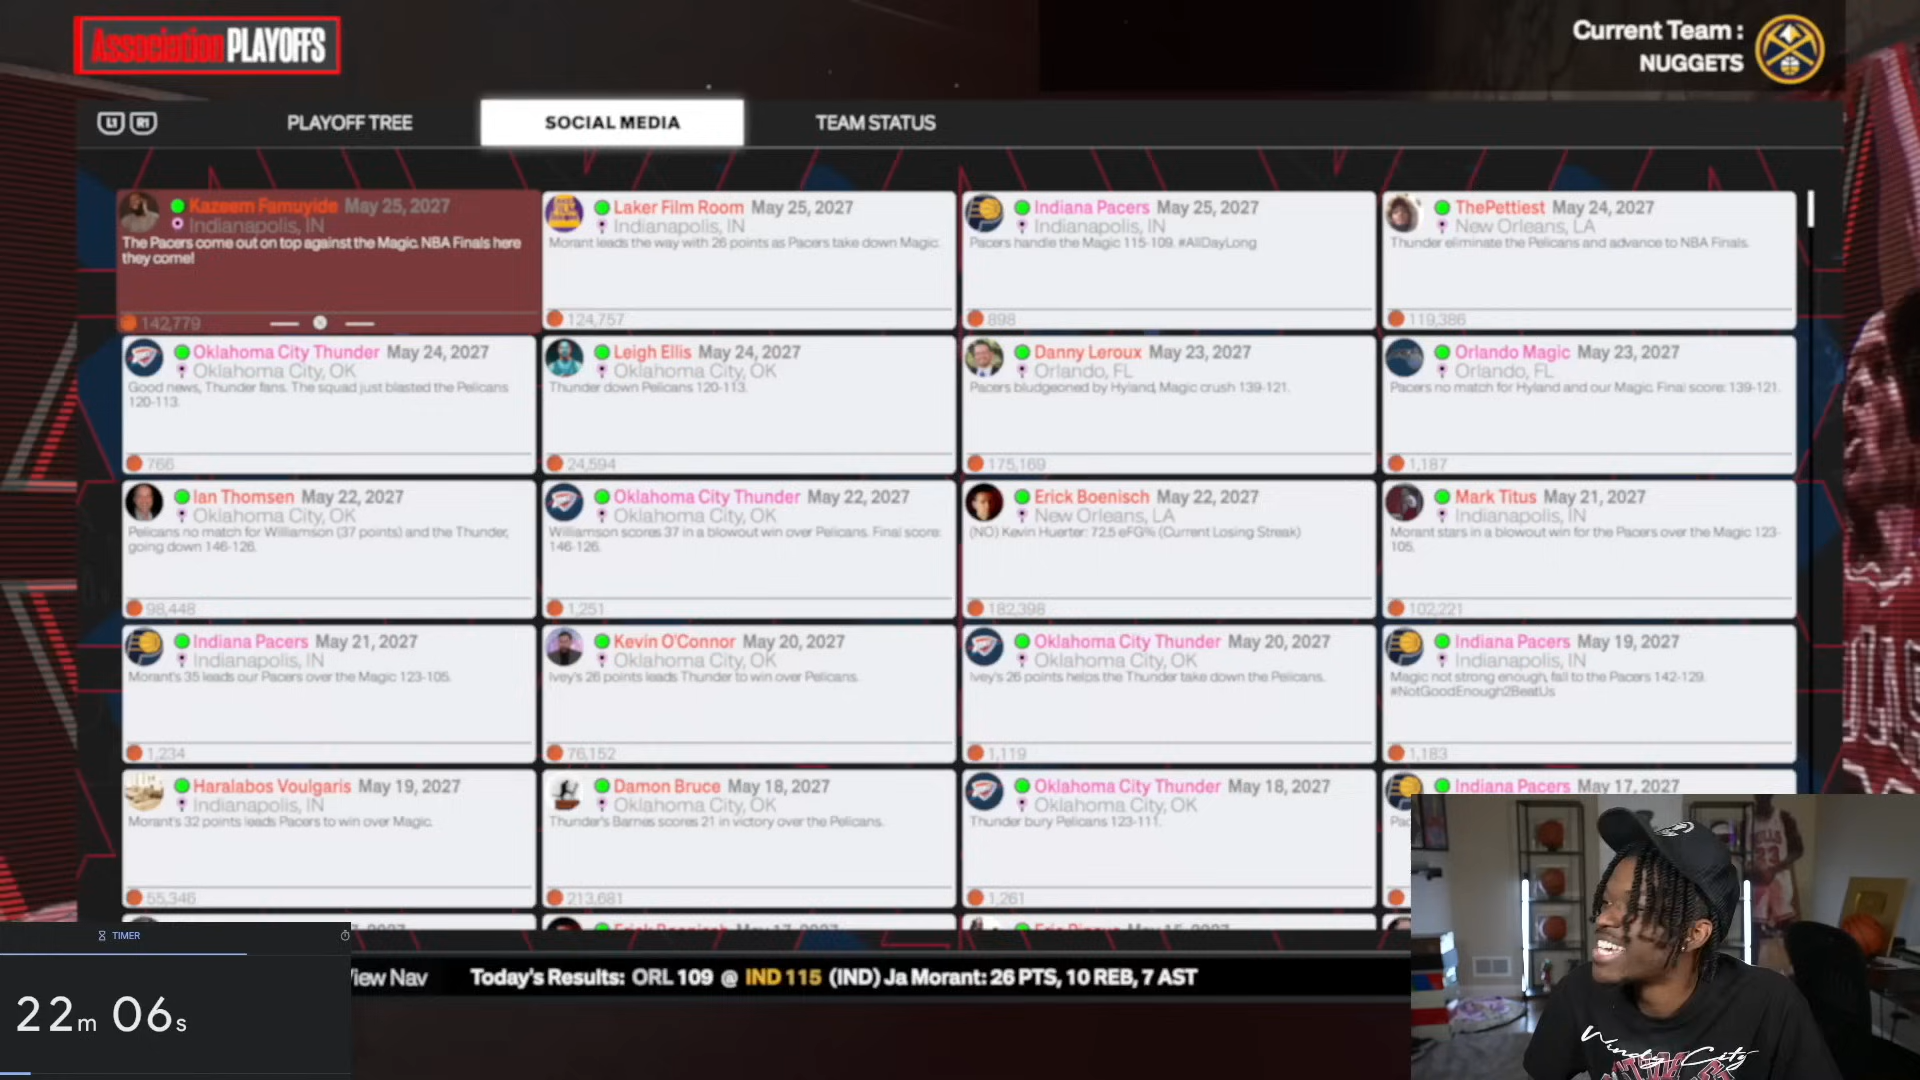 Association PLAYOFFS
Current Team :
NUGGETS
L1 R1
PLAYOFF TREE
SOCIAL MEDIA
TEAM STATUS
Kazeem Famuyide May 25, 2027
Indianapolis, IN
The Pacers come out on top against the Magic. NBA Finals here
they come!
142,779
Laker Film Room May 25, 2027
Indianapolis, IN
Morant leads the way with 26 points as Pacers take down Magic.
124,757
Indiana Pacers May 25, 2027
Indianapolis, IN
Pacers handle the Magic 115-109. #AllDayLong
898
ThePettiest May 24, 2027
New Orleans, LA
Thunder eliminate the Pelicans and advance to NBA Finals.
119,386
Oklahoma City Thunder May 24, 2027
Oklahoma City, OK
Good news, Thunder fans. The squad just blasted the Pelicans
120-113.
766
Leigh Ellis May 24, 2027
Oklahoma City, OK
Thunder down Pelicans 120-113.
24,594
Danny Leroux May 23, 2027
Orlando, FL
Pacers bludgeoned by Hyland, Magic crush 139-121.
175,169
Orlando Magic May 23, 2027
Orlando, FL
Pacers no match for Hyland and our Magic. Final score: 139-121.
1,187
Ian Thomsen May 22, 2027
Oklahoma City, OK
Pelicans no match for Williamson (37 points) and the Thunder,
going down 146-126.
98,448
Oklahoma City Thunder May 22, 2027
Oklahoma City, OK
Williamson scores 37 in a blowout win over Pelicans. Final score:
146-126.
1,251
Erick Boenisch May 22, 2027
New Orleans, LA
(NO) Kevin Huerter: 72.5 eFG% (Current Losing Streak)
182,398
Mark Titus May 21, 2027
Indianapolis, IN
Morant stars in a blowout win for the Pacers over the Magic 123-
105.
102,221
Indiana Pacers May 21, 2027
Indianapolis, IN
Morant's 35 leads our Pacers over the Magic 123-105.
1,234
Kevin O'Connor May 20, 2027
Oklahoma City, OK
Ivey's 26 points leads Thunder to win over Pelicans.
76,152
Oklahoma City Thunder May 20, 2027
Oklahoma City, OK
Ivey's 26 points helps the Thunder take down the Pelicans.
1,119
Indiana Pacers May 19, 2027
Indianapolis, IN
Magic not strong enough, fall to the Pacers 142-129.
#NotGoodEnough2BeatUs
1,183
Haralabos Voulgaris May 19, 2027
Indianapolis, IN
Morant's 32 points leads Pacers to win over Magic.
55,346
Damon Bruce May 18, 2027
Oklahoma City, OK
Thunder's Barnes scores 21 in victory over the Pelicans.
213,681
Oklahoma City Thunder May 18, 2027
Oklahoma City, OK
Thunder bury Pelicans 123-111.
1,261
Indiana Pacers May 17, 2027
TIMER
22m 06s
View Nav
Today's Results: ORL 109 @ IND 115 (IND) Ja Morant: 26 PTS, 10 REB, 7 AST
BULLS
23
Windy City